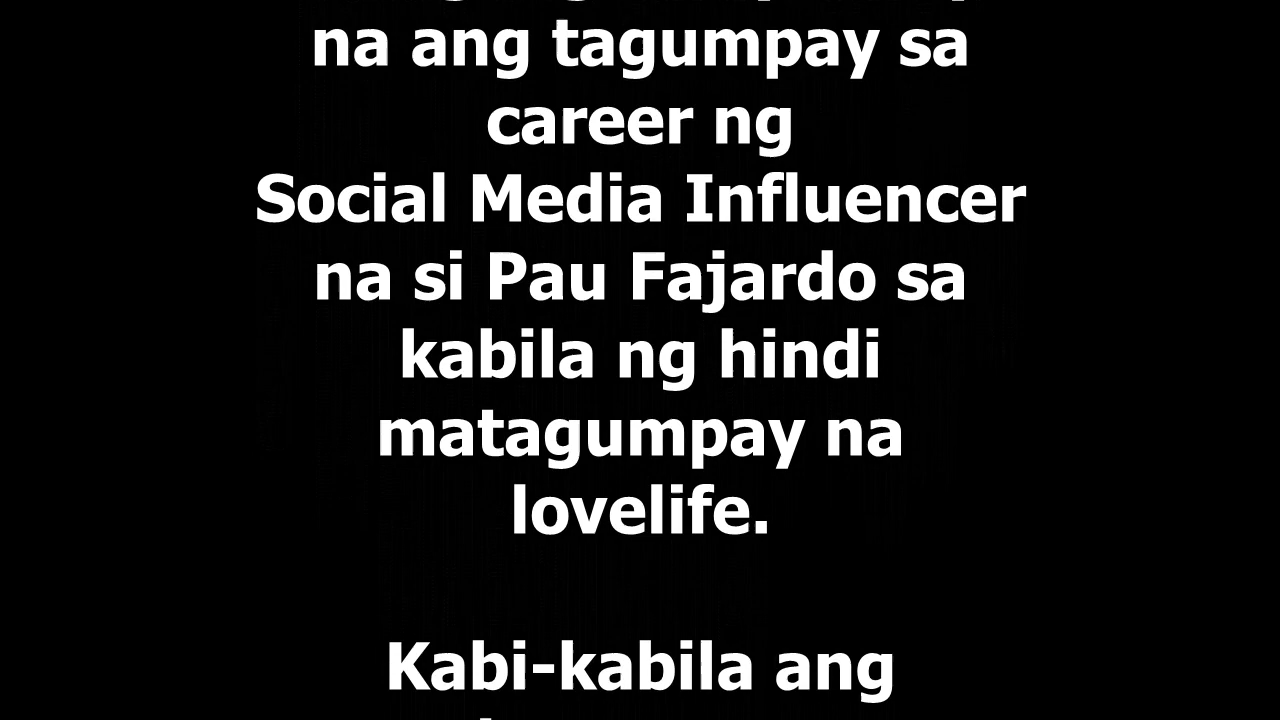 na ang tagumpay sa
career ng
Social Media Influencer
na si Pau Fajardo sa
kabila ng hindi
matagumpay na
lovelife.
Kabi-kabila ang